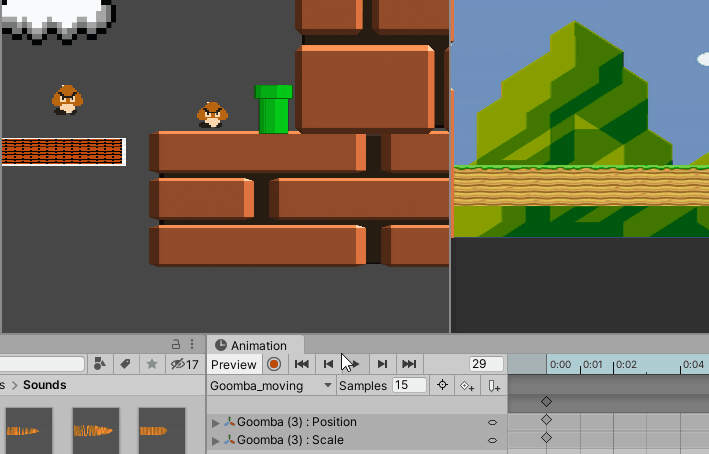 Animation
17
Preview
29
0:00
0:01
0:02
0:04
s > Sounds
Goomba_moving
Samples
15
Goomba (3) : Position
Goomba (3) : Scale